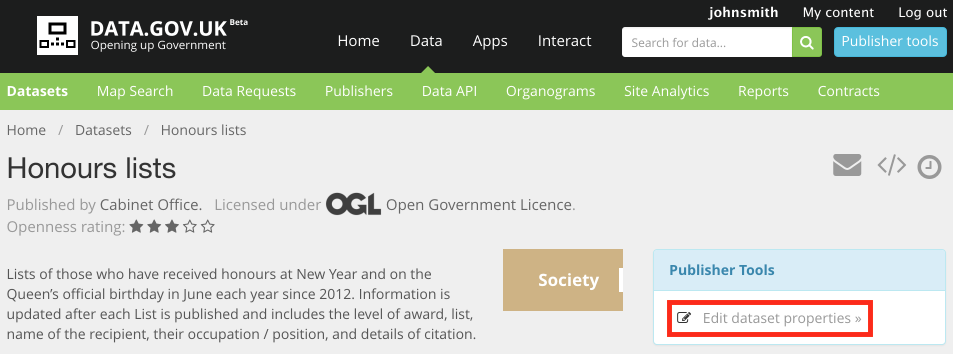 johnsmith My content Log out
DATA.GOV.UK Beta
Opening up Government
Home Data Apps Interact Search for data... Publisher tools
Datasets Map Search Data Requests Publishers Data API Organograms Site Analytics Reports Contracts
Home / Datasets / Honours lists
Honours lists
Published by Cabinet Office. Licensed under OGL Open Government Licence.
Openness rating:
Lists of those who have received honours at New Year and on the
Queen's official birthday in June each year since 2012. Information is
updated after each List is published and includes the level of award, list,
name of the recipient, their occupation / position, and details of citation.
Society
Publisher Tools
Edit dataset properties »